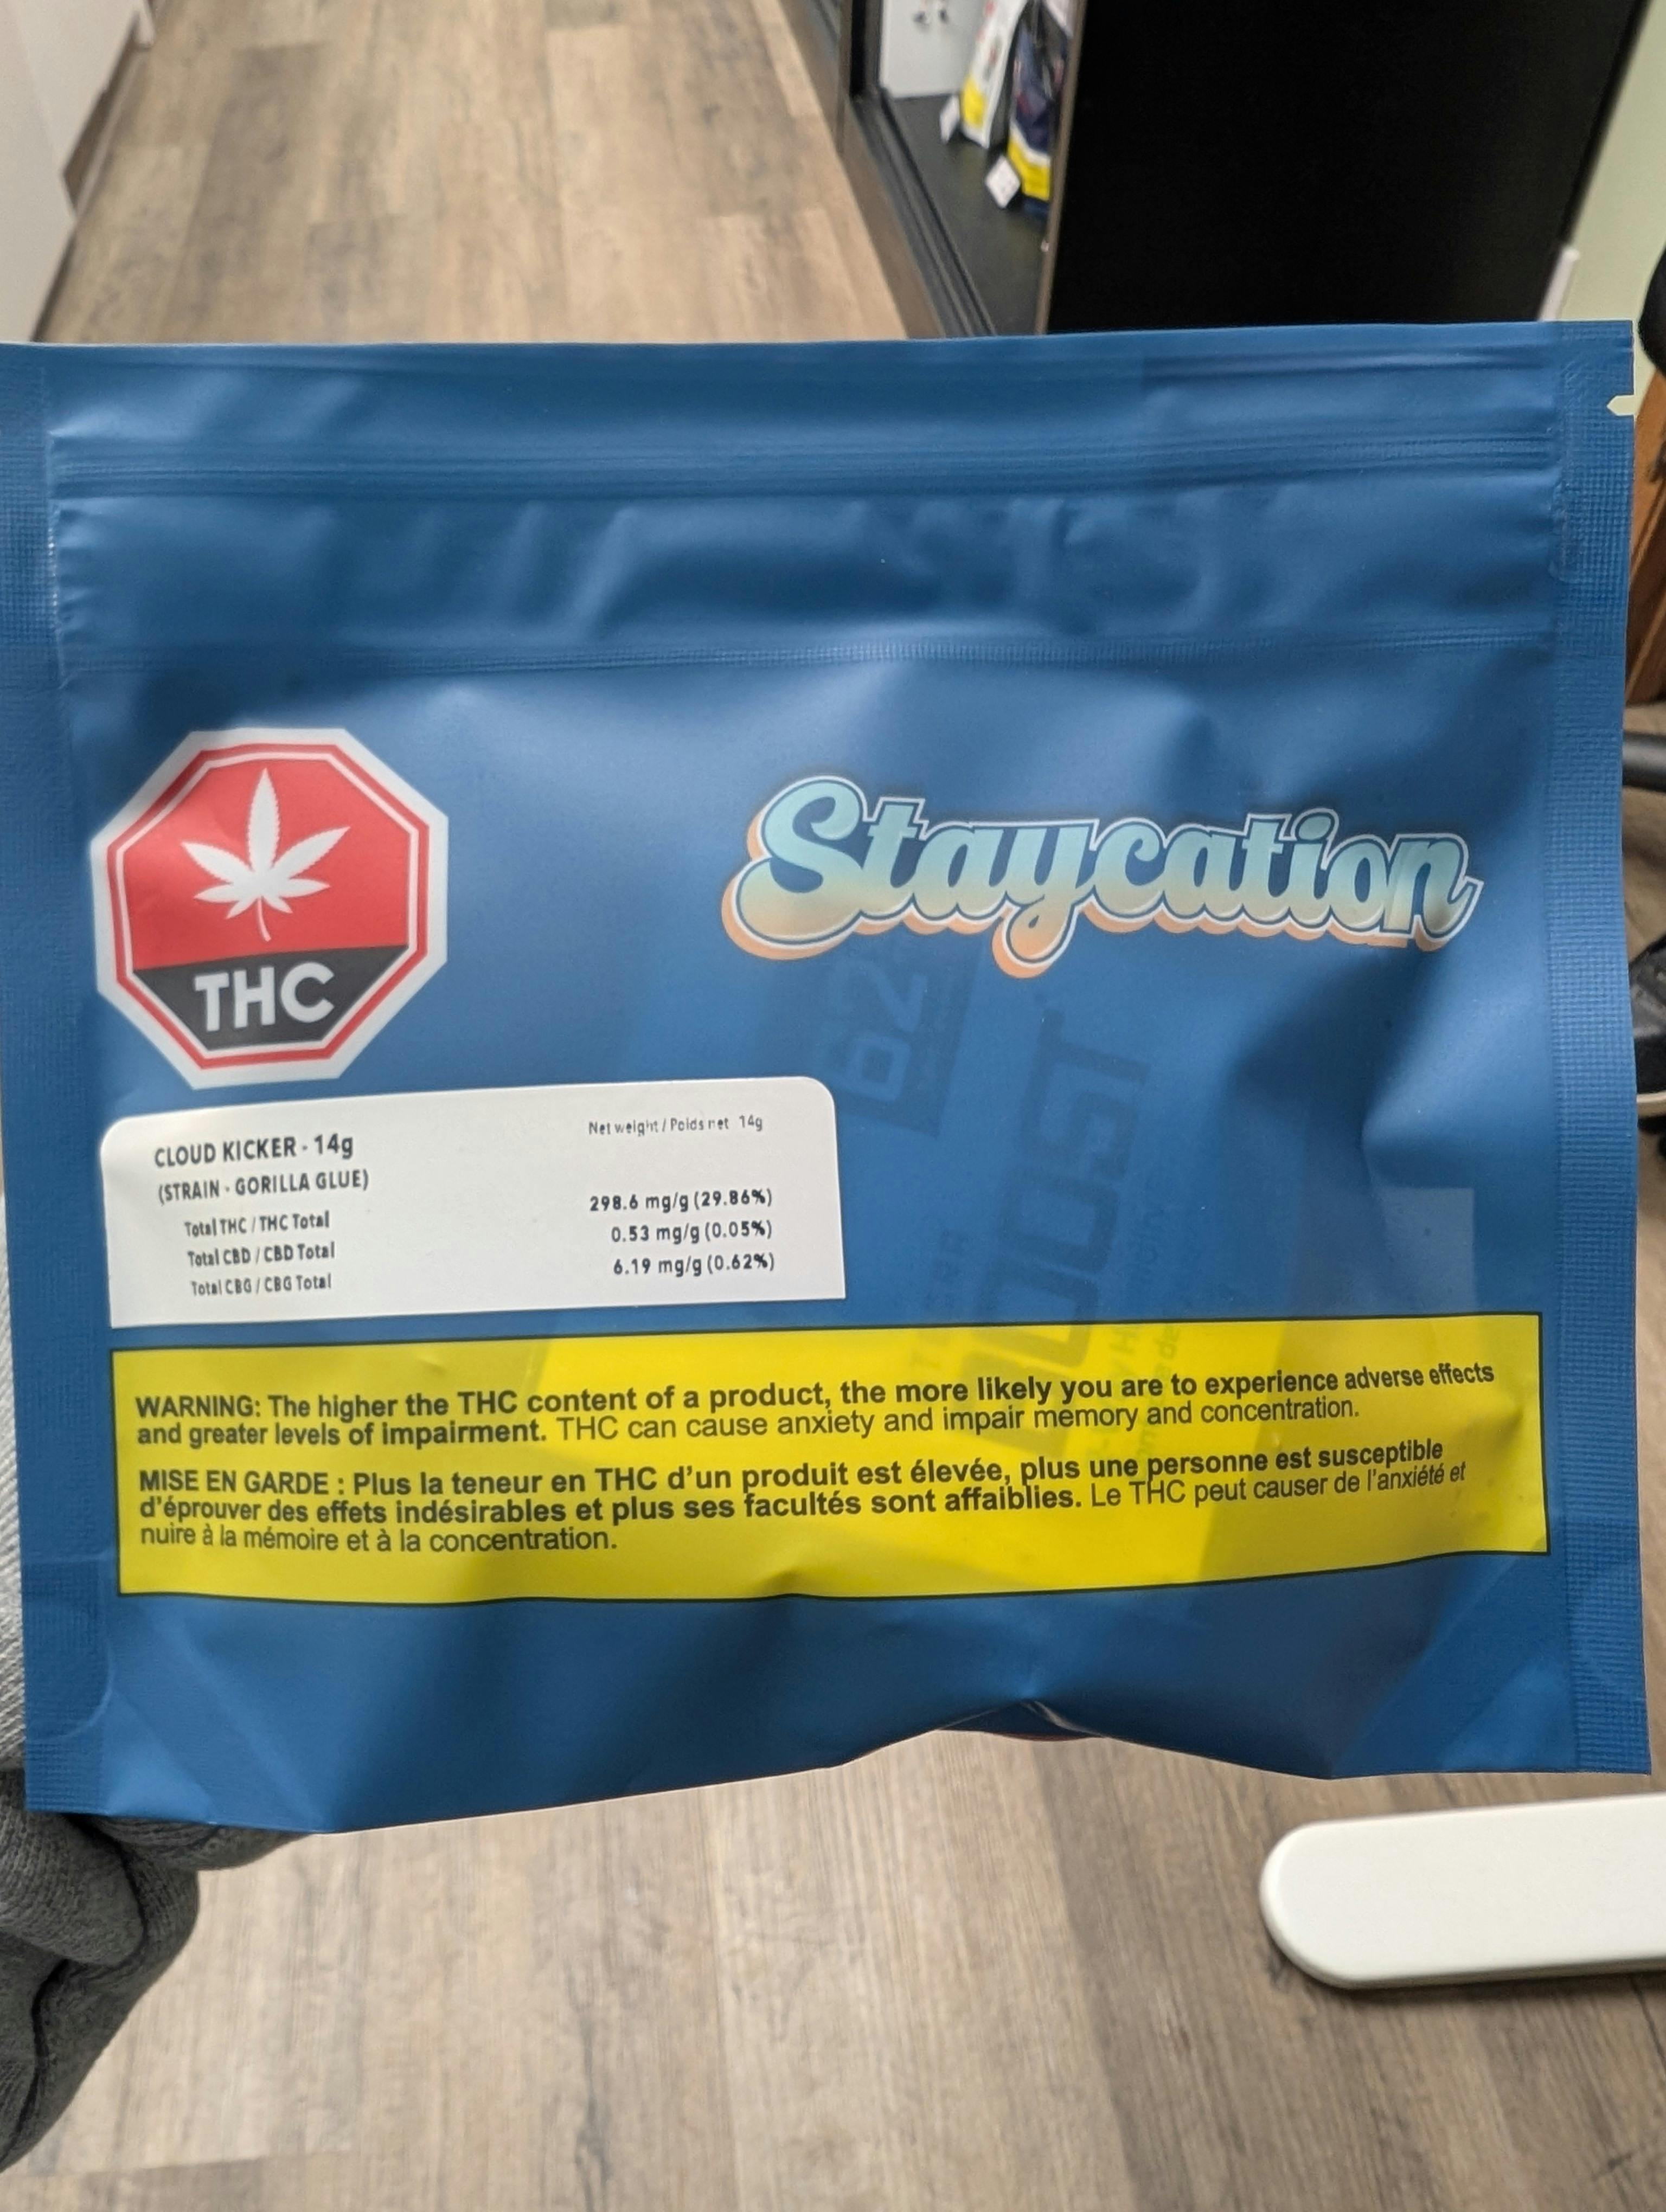 Staycation
THC
CLOUD KICKER - 14g
Net weight / Poids net 14g
(STRAIN - GORILLA GLUE)
Total THC / THC Total 298.6 mg/g (29.86%)
Total CBD / CBD Total 0.53 mg/g (0.05%)
Total CBG / CBG Total 6.19 mg/g (0.62%)
62
BOOST
WARNING: The higher the THC content of a product, the more likely you are to experience adverse effects
and greater levels of impairment. THC can cause anxiety and impair memory and concentration.
MISE EN GARDE : Plus la teneur en THC d'un produit est élevée, plus une personne est susceptible
d'éprouver des effets indésirables et plus ses facultés sont affaiblies. Le THC peut causer de l'anxiété et
nuire à la mémoire et à la concentration.